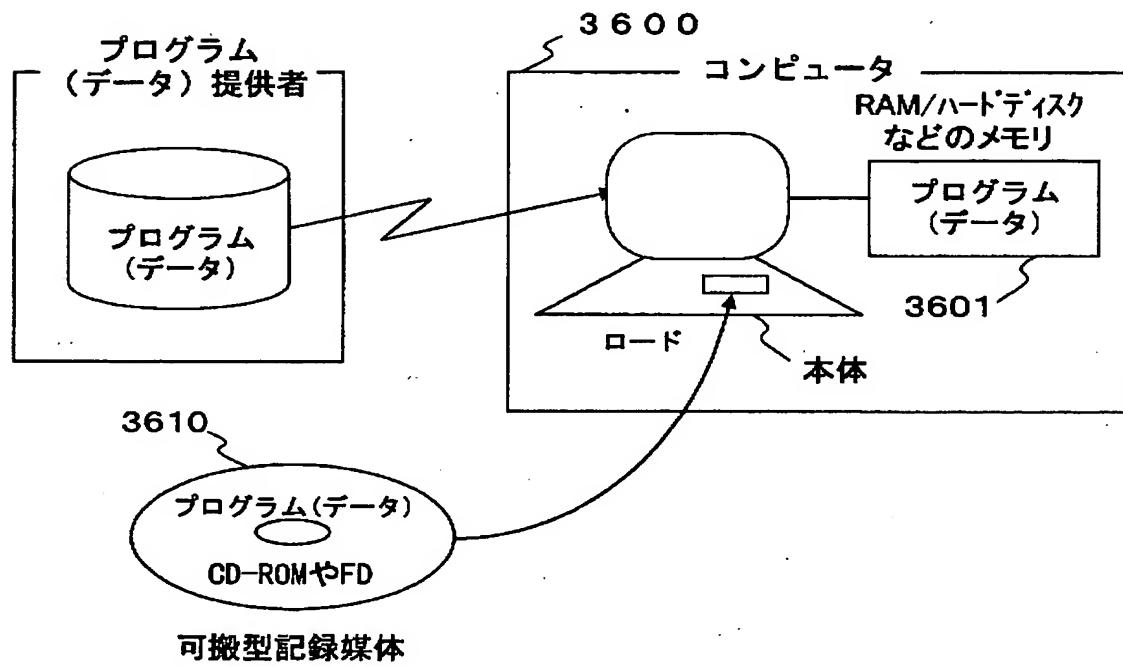 プログラム
(データ) 提供者
プログラム
(データ)
3600
コンピュータ
RAM/ハードディスク
などのメモリ
プログラム
(データ)
3601
ロード
本体
3610
プログラム(データ)
CD-ROMやFD
可搬型記録媒体